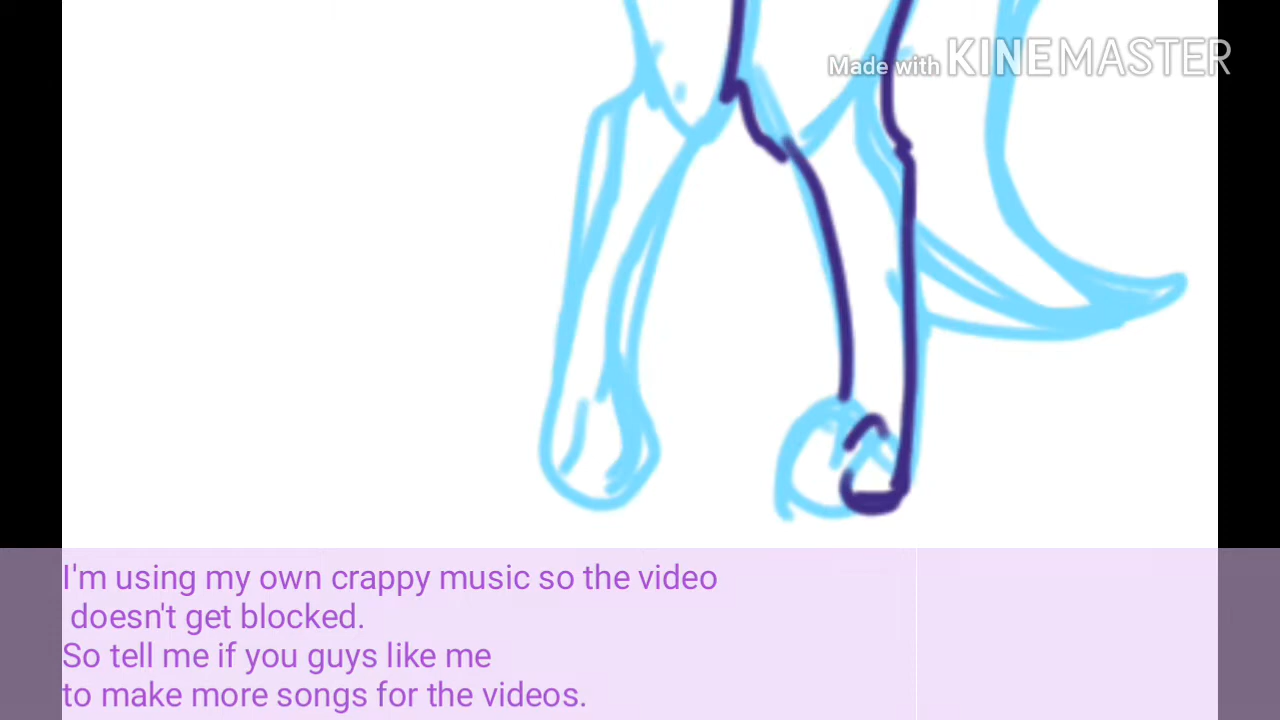 Made with KINEMASTER
I'm using my own crappy music so the video
doesn't get blocked.
So tell me if you guys like me
to make more songs for the videos.